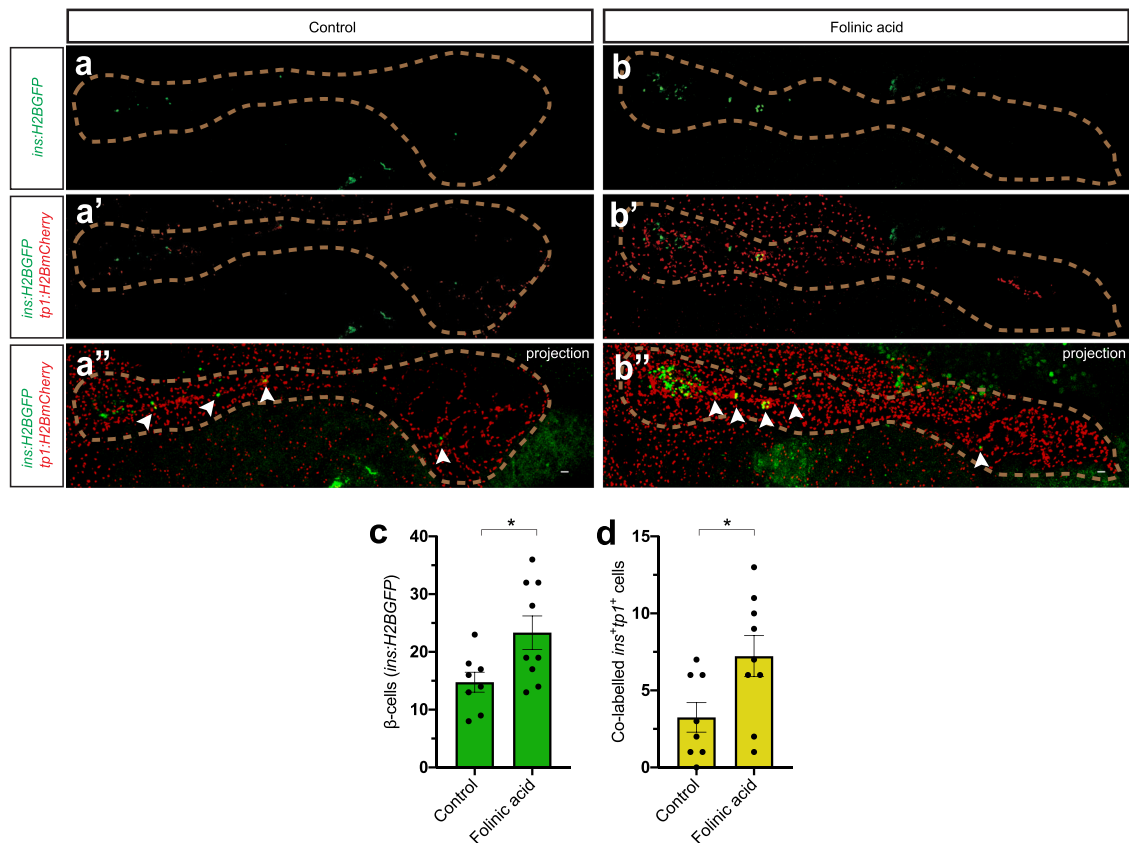 Control
Folinic acid
ins:H2BGFP
a
b
ins:H2BGFP
tp1:H2BmCherry
a’
b’
ins:H2BGFP
tp1:H2BmCherry
a”
projection
b”
projection
c
β-cells (ins:H2BGFP)
40
30
20
10
0
*
Control
Folinic acid
d
Co-labelled ins⁺tp1⁺ cells
15
10
5
0
*
Control
Folinic acid